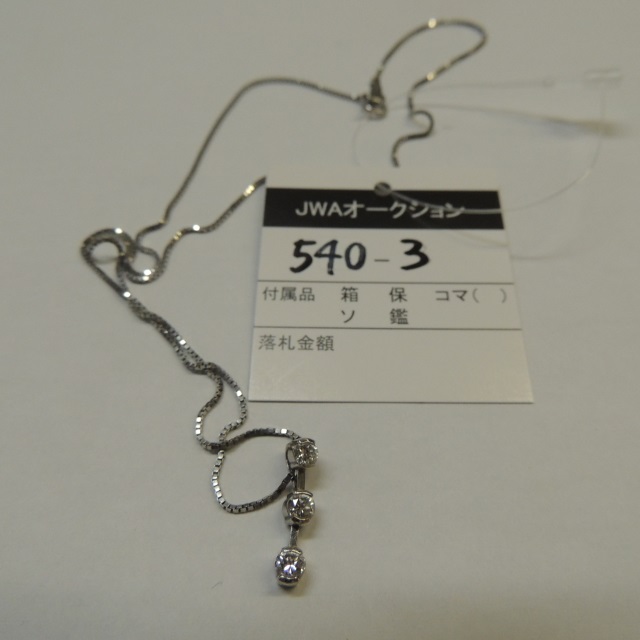 JWAオークション
540-3
付属品 箱 保 コマ( )
ソ 鑑
落札金額